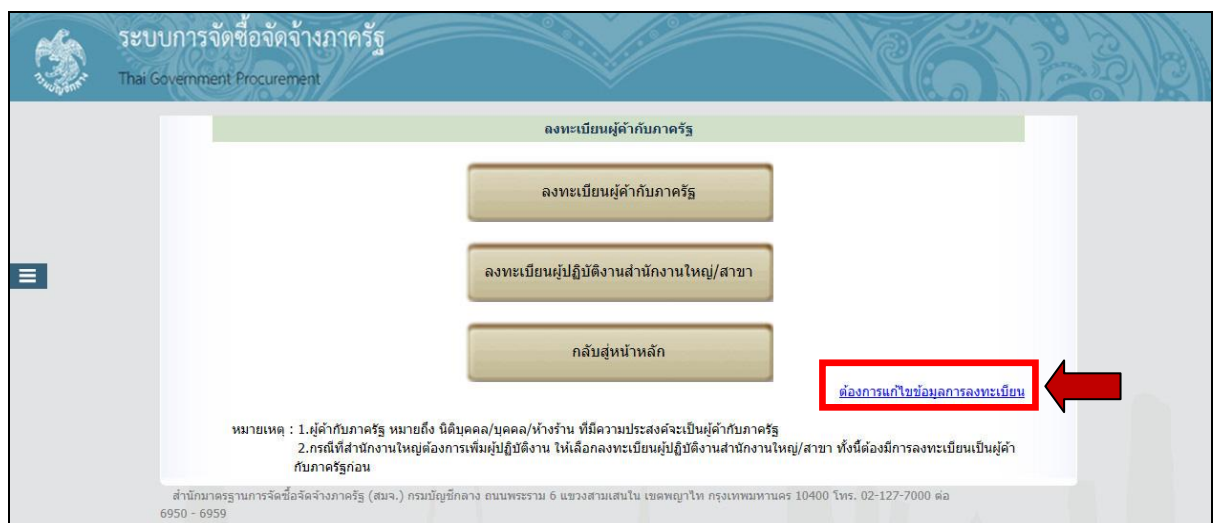 ระบบการจัดซื้อจัดจ้างภาครัฐ
Thai Government Procurement
กรมบัญชีกลาง
ลงทะเบียนผู้ค้ากับภาครัฐ
ลงทะเบียนผู้ค้ากับภาครัฐ
ลงทะเบียนผู้ปฏิบัติงานสำนักงานใหญ่/สาขา
กลับสู่หน้าหลัก
ต้องการแก้ไขข้อมูลการลงทะเบียน
หมายเหตุ : 1.ผู้ค้ากับภาครัฐ หมายถึง นิติบุคคล/บุคคล/ห้างร้าน ที่มีความประสงค์จะเป็นผู้ค้ากับภาครัฐ
2.กรณีที่สำนักงานใหญ่ต้องการเพิ่มผู้ปฏิบัติงาน ให้เลือกลงทะเบียนผู้ปฏิบัติงานสำนักงานใหญ่/สาขา ทั้งนี้ต้องมีการลงทะเบียนเป็นผู้ค้า
กับภาครัฐก่อน
สำนักมาตรฐานการจัดซื้อจัดจ้างภาครัฐ (สมจ.) กรมบัญชีกลาง ถนนพระราม 6 แขวงสามเสนใน เขตพญาไท กรุงเทพมหานคร 10400 โทร. 02-127-7000 ต่อ
6950 - 6959